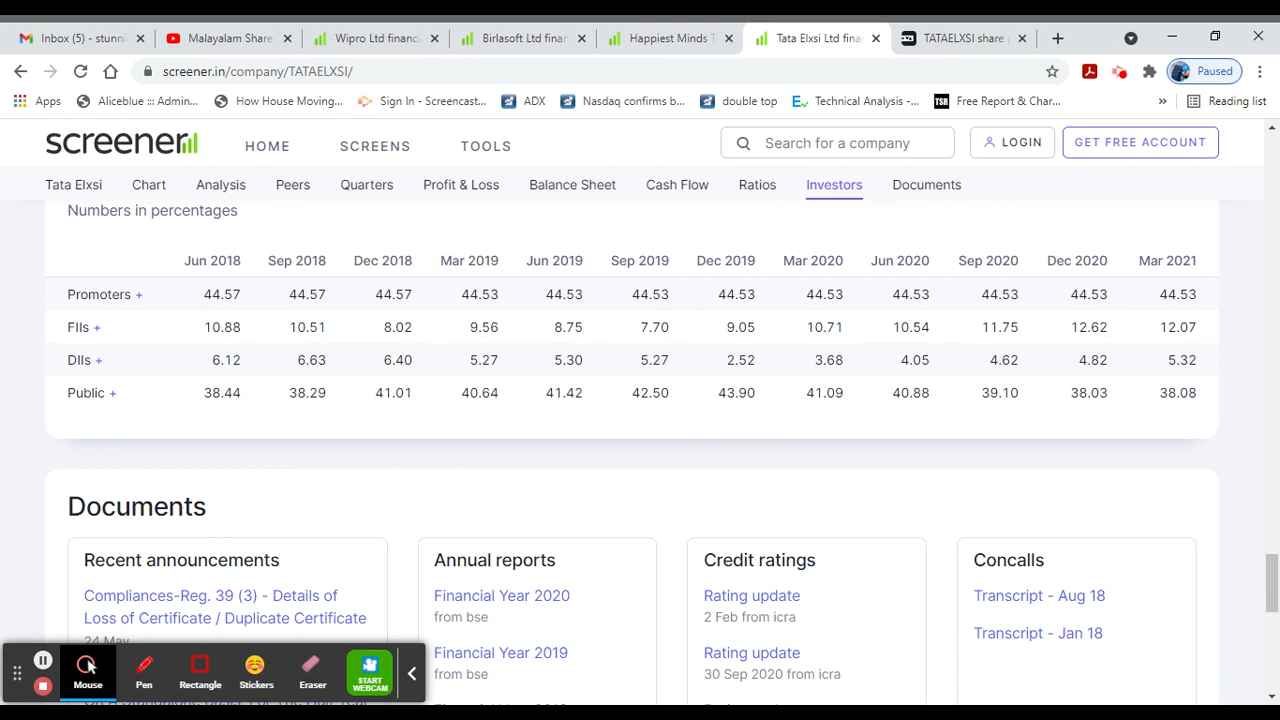 Inbox (5) - stunnin
Malayalam Share
Wipro Ltd financi
Birlasoft Ltd finan
Happiest Minds T
Tata Elxsi Ltd finan
TATAELXSI share p
screener.in/company/TATAELXSI/
Paused
Apps
Aliceblue ::: Admin...
How House Moving...
Sign In - Screencast...
ADX
Nasdaq confirms b...
double top
Technical Analysis -...
TSR
Free Report & Char...
»
Reading list
screener
HOME
SCREENS
TOOLS
Search for a company
LOGIN
GET FREE ACCOUNT
Tata Elxsi
Chart
Analysis
Peers
Quarters
Profit & Loss
Balance Sheet
Cash Flow
Ratios
Investors
Documents
Numbers in percentages
Jun 2018 Sep 2018 Dec 2018 Mar 2019 Jun 2019 Sep 2019 Dec 2019 Mar 2020 Jun 2020 Sep 2020 Dec 2020 Mar 2021
Promoters + 44.57 44.57 44.57 44.53 44.53 44.53 44.53 44.53 44.53 44.53 44.53 44.53
FIIs + 10.88 10.51 8.02 9.56 8.75 7.70 9.05 10.71 10.54 11.75 12.62 12.07
DIIs + 6.12 6.63 6.40 5.27 5.30 5.27 2.52 3.68 4.05 4.62 4.82 5.32
Public + 38.44 38.29 41.01 40.64 41.42 42.50 43.90 41.09 40.88 39.10 38.03 38.08
Documents
Recent announcements
Compliances-Reg. 39 (3) - Details of
Loss of Certificate / Duplicate Certificate
24 May
Annual reports
Financial Year 2020
from bse
Financial Year 2019
from bse
Credit ratings
Rating update
2 Feb from icra
Rating update
30 Sep 2020 from icra
Concalls
Transcript - Aug 18
Transcript - Jan 18
Mouse
Pen
Rectangle
Stickers
Eraser
START
WEBCAM